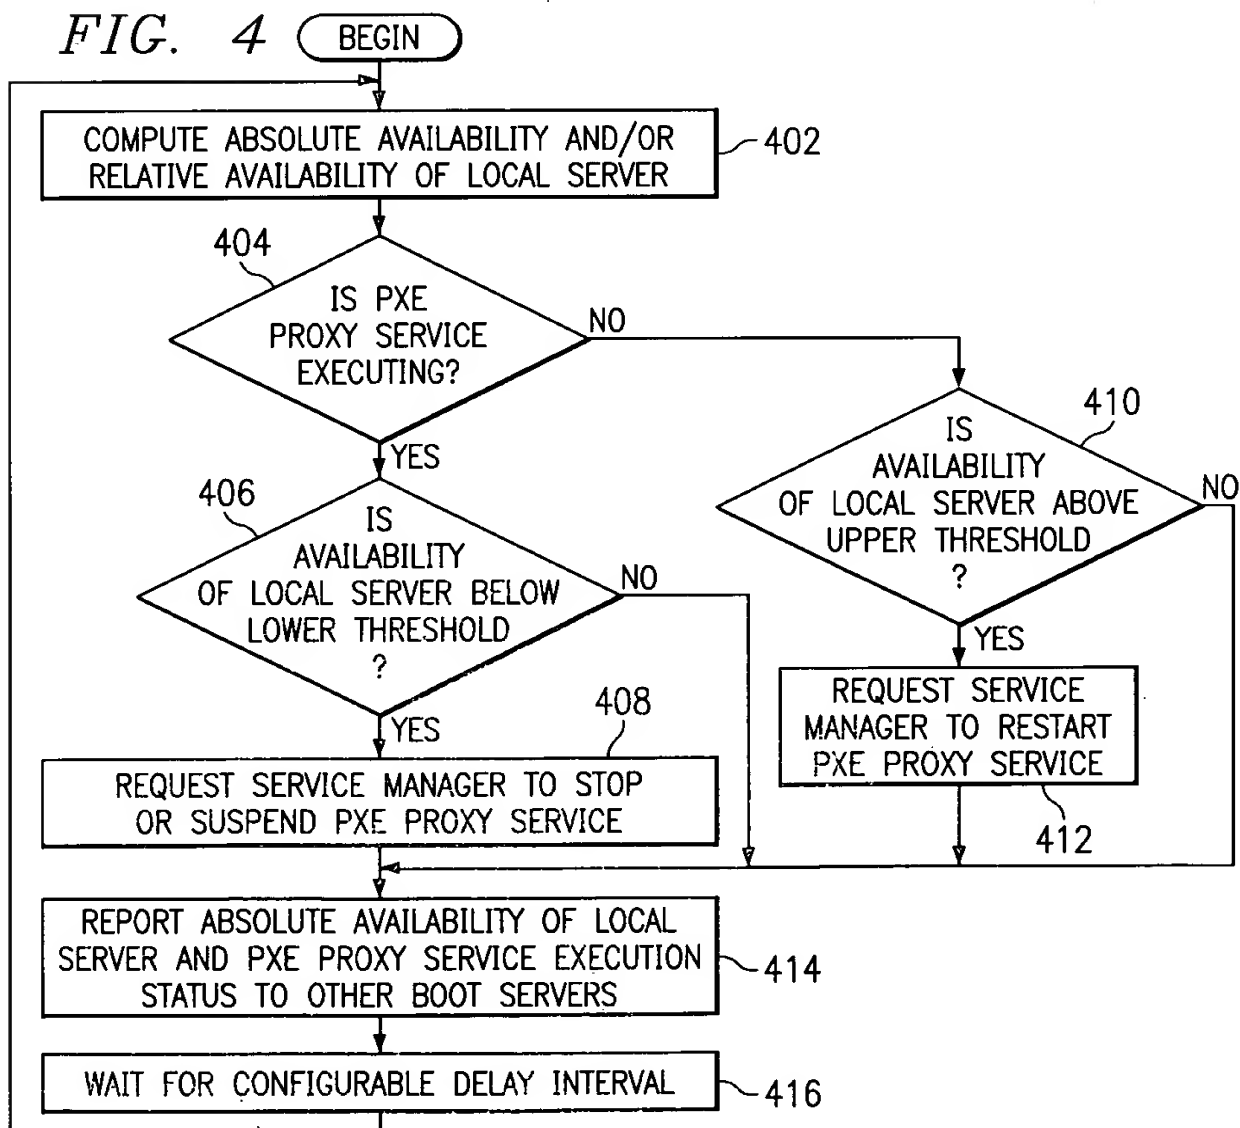 FIG. 4
BEGIN
COMPUTE ABSOLUTE AVAILABILITY AND/OR
RELATIVE AVAILABILITY OF LOCAL SERVER
402
404
IS PXE
PROXY SERVICE
EXECUTING?
NO
YES
410
IS
AVAILABILITY
OF LOCAL SERVER ABOVE
UPPER THRESHOLD
?
NO
YES
406
IS
AVAILABILITY
OF LOCAL SERVER BELOW
LOWER THRESHOLD
?
NO
YES
REQUEST SERVICE
MANAGER TO RESTART
PXE PROXY SERVICE
412
408
REQUEST SERVICE MANAGER TO STOP
OR SUSPEND PXE PROXY SERVICE
REPORT ABSOLUTE AVAILABILITY OF LOCAL
SERVER AND PXE PROXY SERVICE EXECUTION
STATUS TO OTHER BOOT SERVERS
414
WAIT FOR CONFIGURABLE DELAY INTERVAL
416